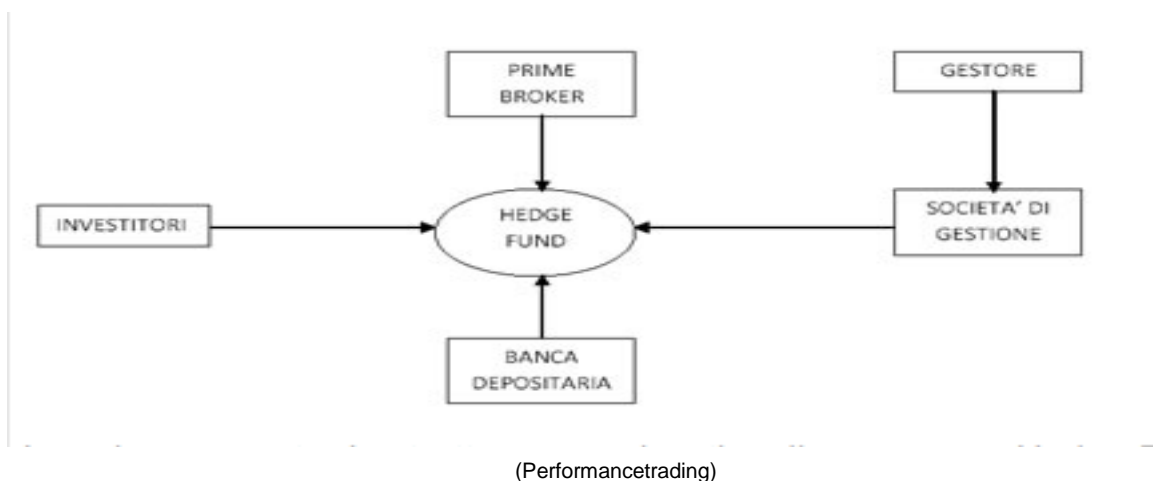 PRIME
BROKER
GESTORE
INVESTITORI
HEDGE
FUND
SOCIETA’ DI
GESTIONE
BANCA
DEPOSITARIA
(Performancetrading)